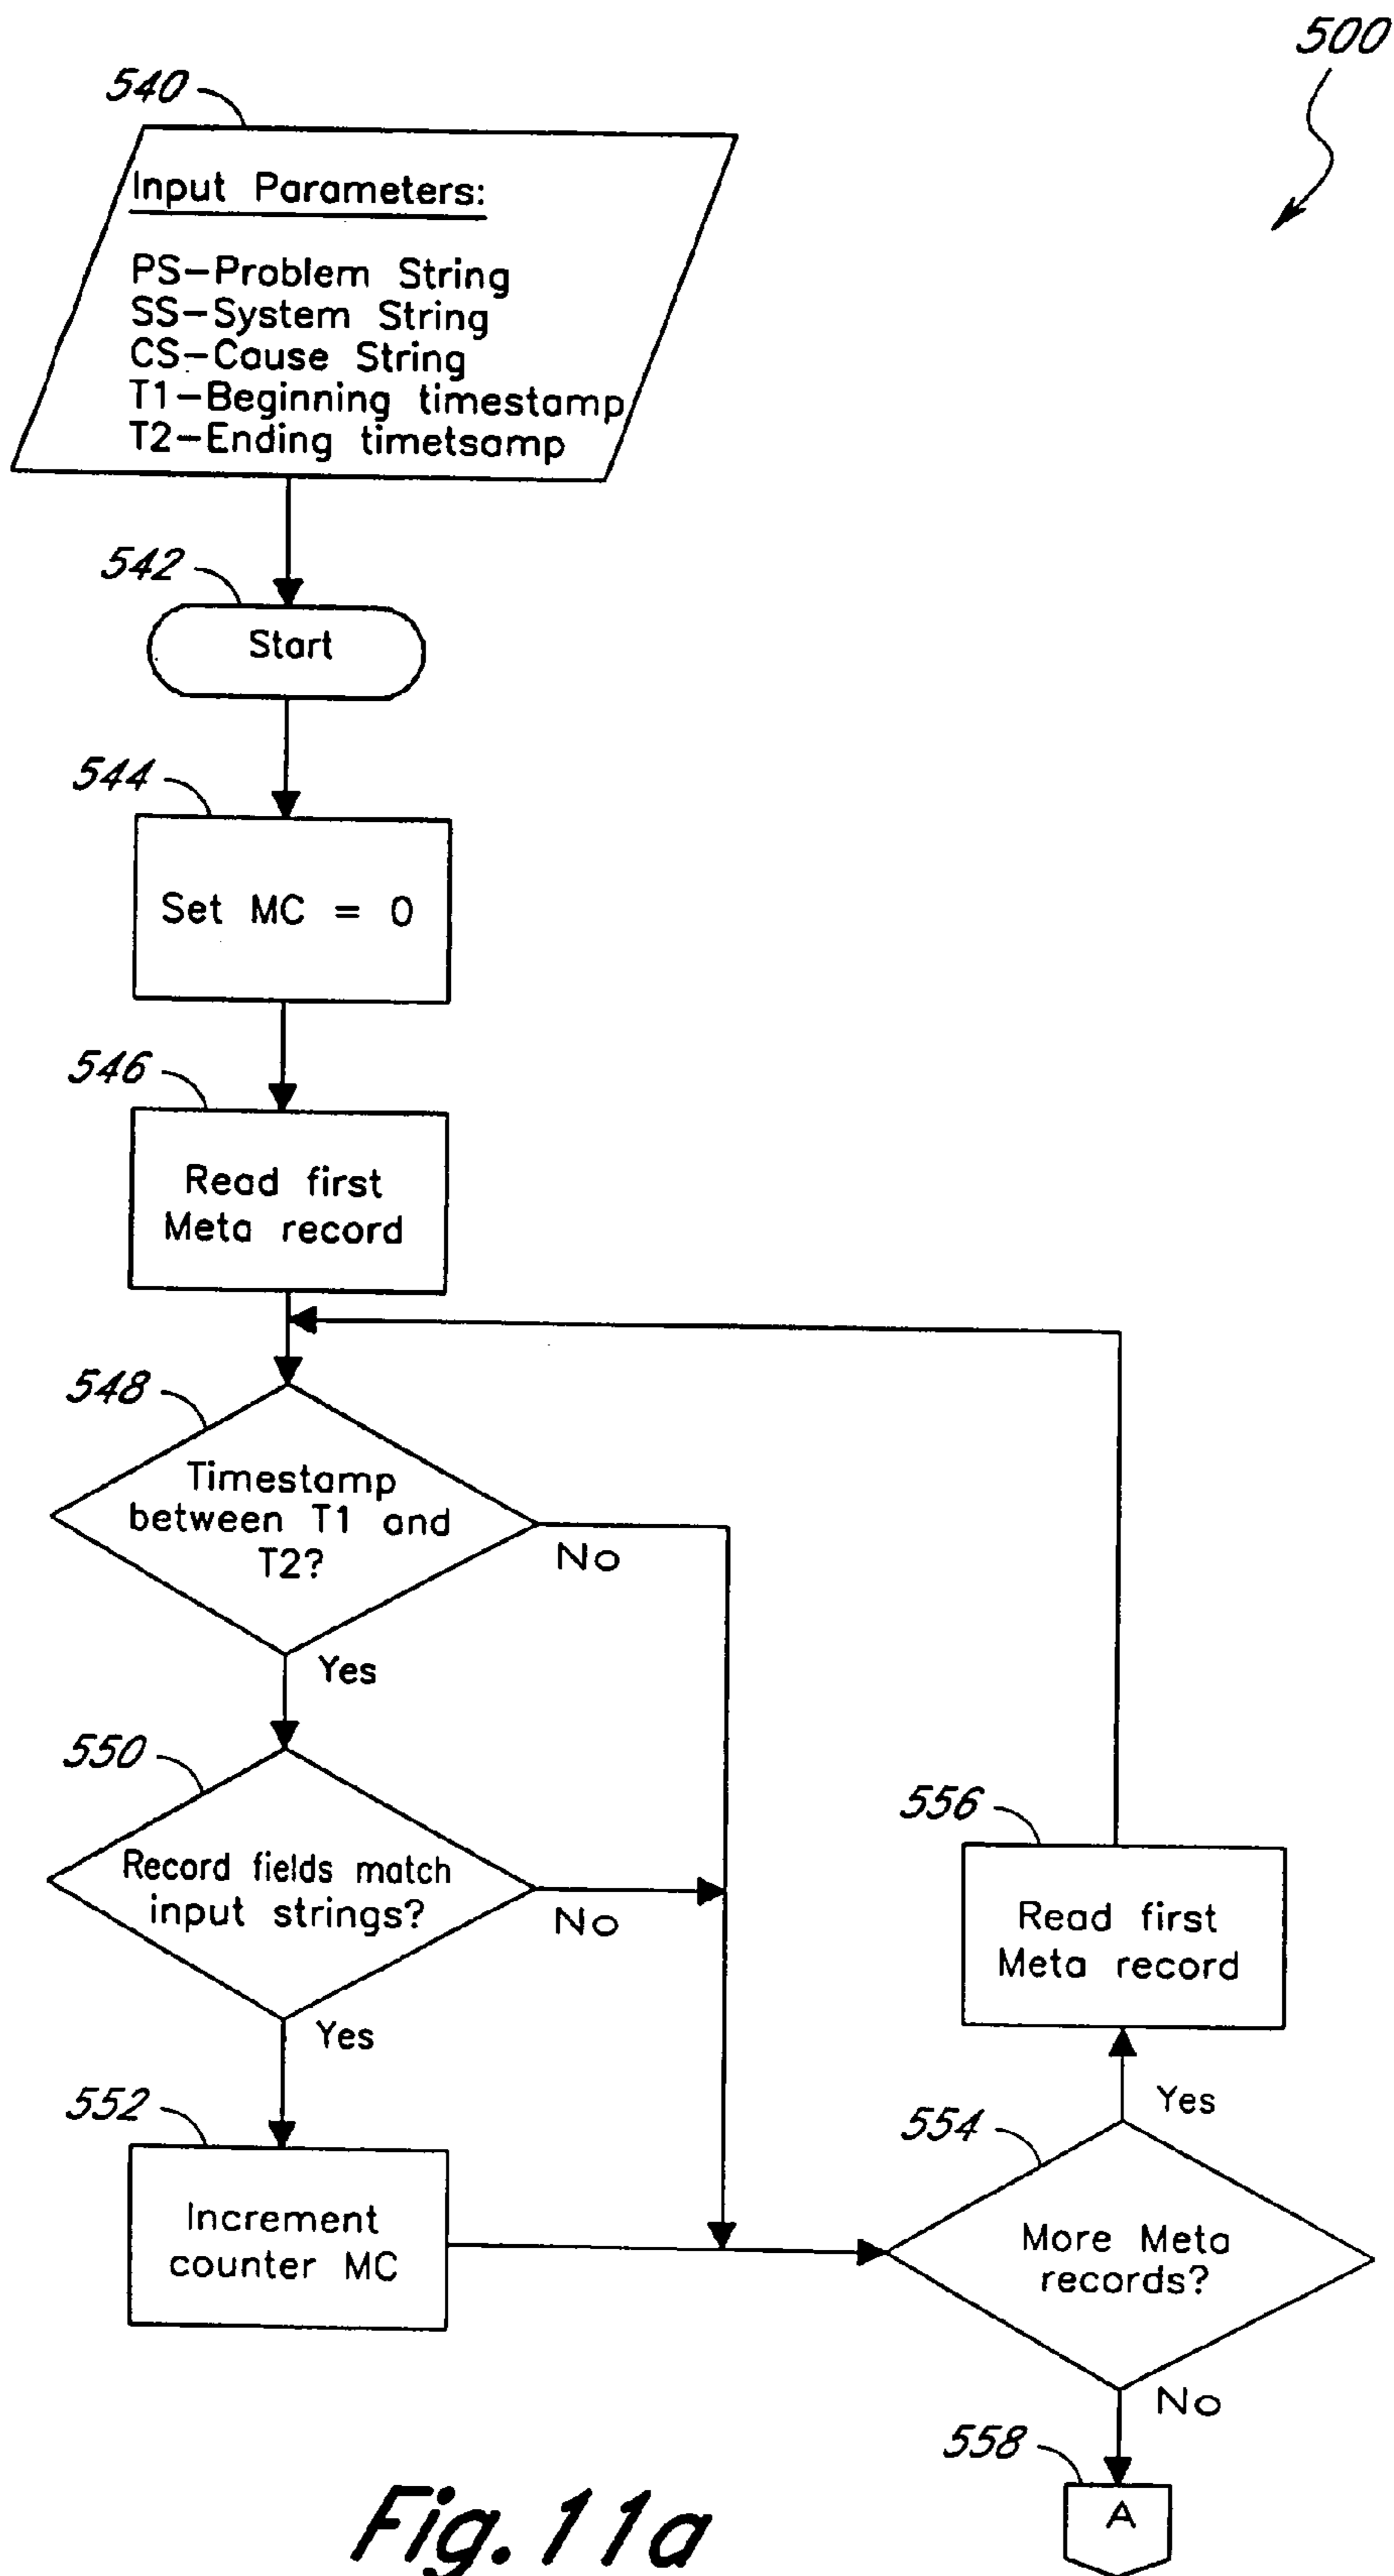 500
540
Input Parameters:
PS-Problem String
SS-System String
CS-Cause String
T1-Beginning timestamp
T2-Ending timetsamp
542
Start
544
Set MC = 0
546
Read first
Meta record
548
Timestamp
between T1 and
T2?
No
Yes
550
Record fields match
input strings?
No
Yes
552
Increment
counter MC
556
Read first
Meta record
Yes
554
More Meta
records?
No
558
A
Fig. 11a